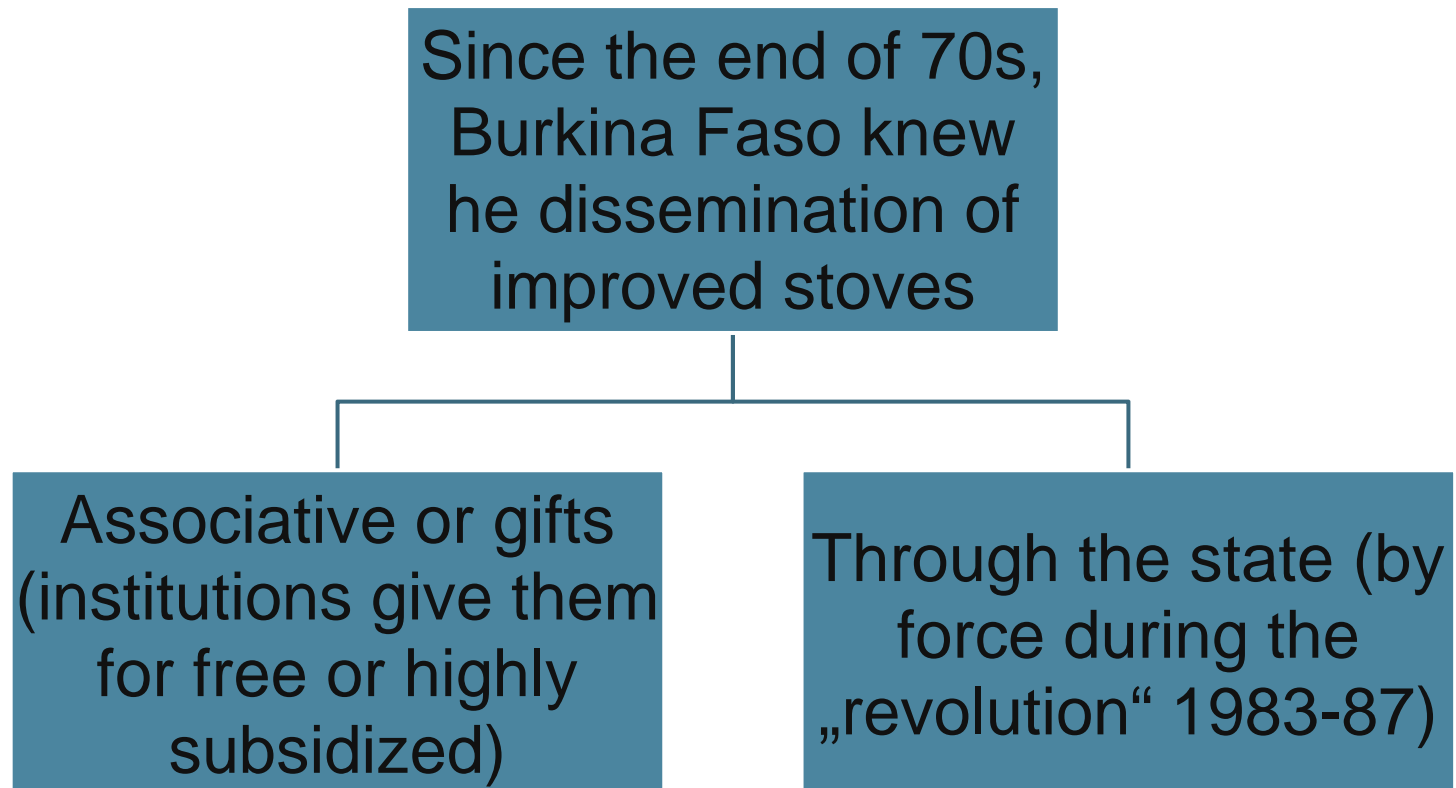 Since the end of 70s,
Burkina Faso knew
he dissemination of
improved stoves
Associative or gifts
(institutions give them
for free or highly
subsidized)
Through the state (by
force during the
„revolution“ 1983-87)